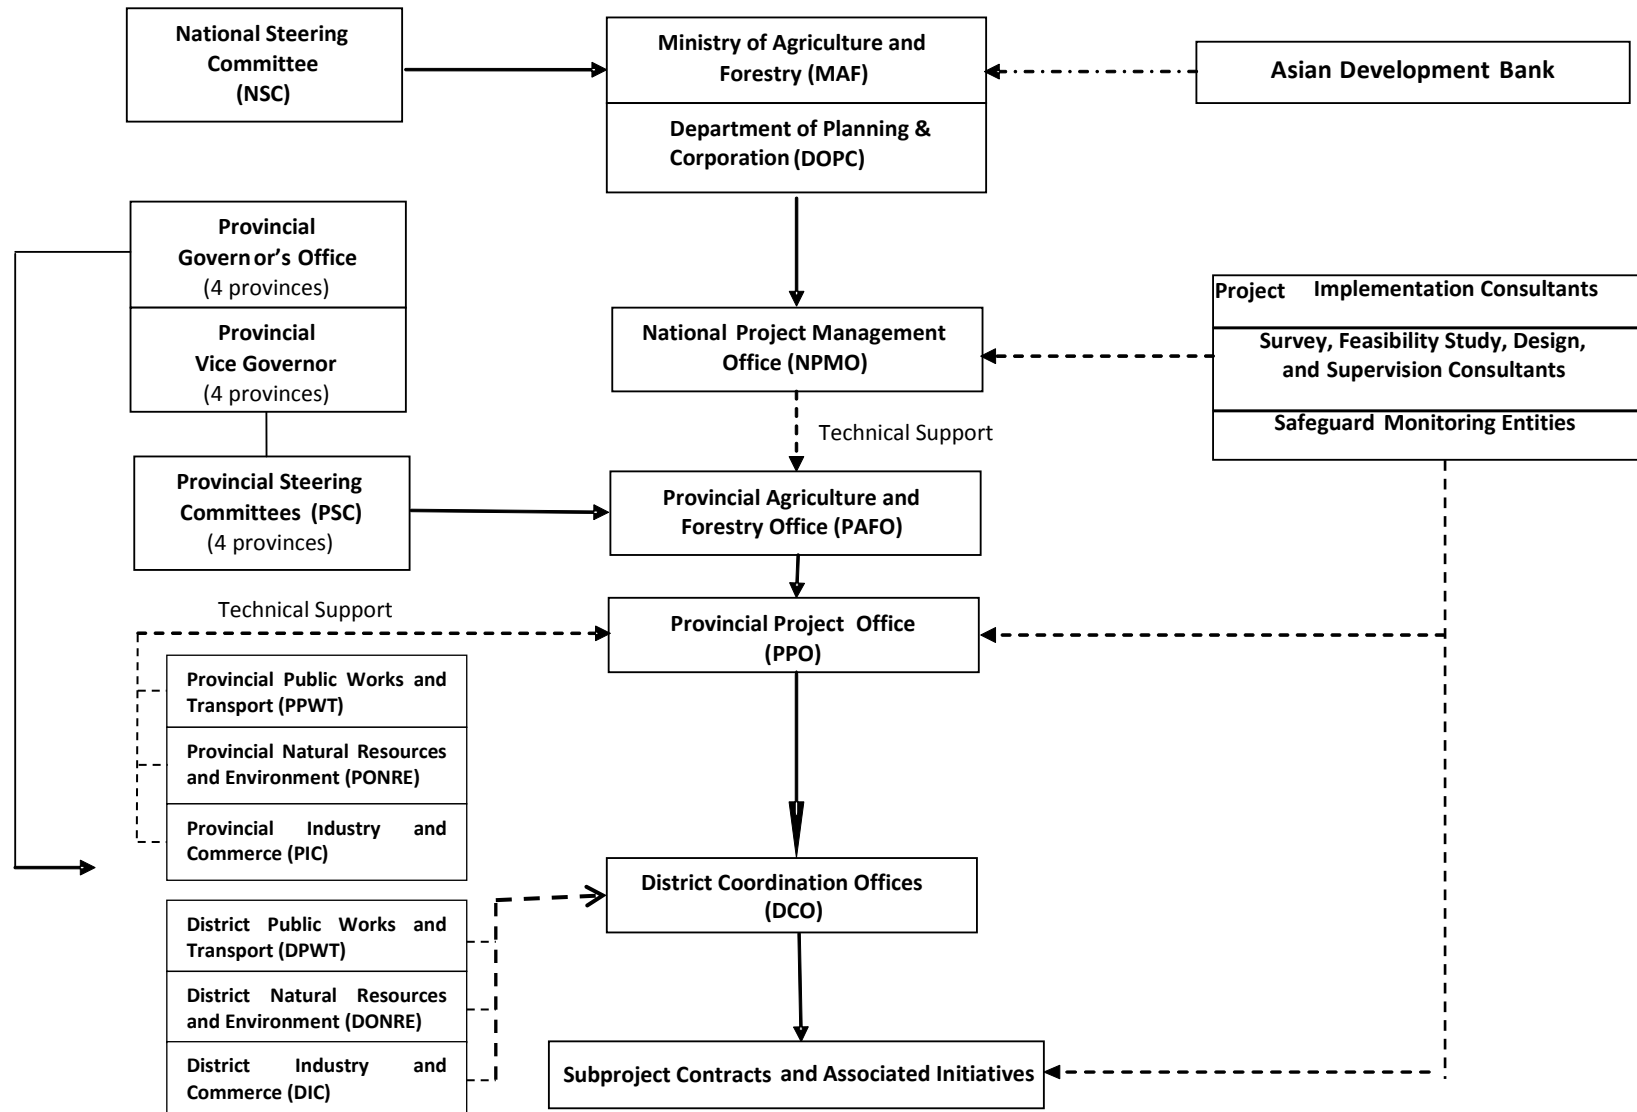 National Steering
Committee
(NSC)
Ministry of Agriculture and
Forestry (MAF)
Asian Development Bank
Department of Planning &
Corporation (DOPC)
Provincial
Governor's Office
(4 provinces)
Provincial
Vice Governor
(4 provinces)
National Project Management
Office (NPMO)
Project Implementation Consultants
Survey, Feasibility Study, Design,
and Supervision Consultants
Safeguard Monitoring Entities
Technical Support
Provincial Steering
Committees (PSC)
(4 provinces)
Provincial Agriculture and
Forestry Office (PAFO)
Technical Support
Provincial Project Office
(PPO)
Provincial Public Works and
Transport (PPWT)
Provincial Natural Resources
and Environment (PONRE)
Provincial Industry and
Commerce (PIC)
District Coordination Offices
(DCO)
District Public Works and
Transport (DPWT)
District Natural Resources
and Environment (DONRE)
District Industry and
Commerce (DIC)
Subproject Contracts and Associated Initiatives